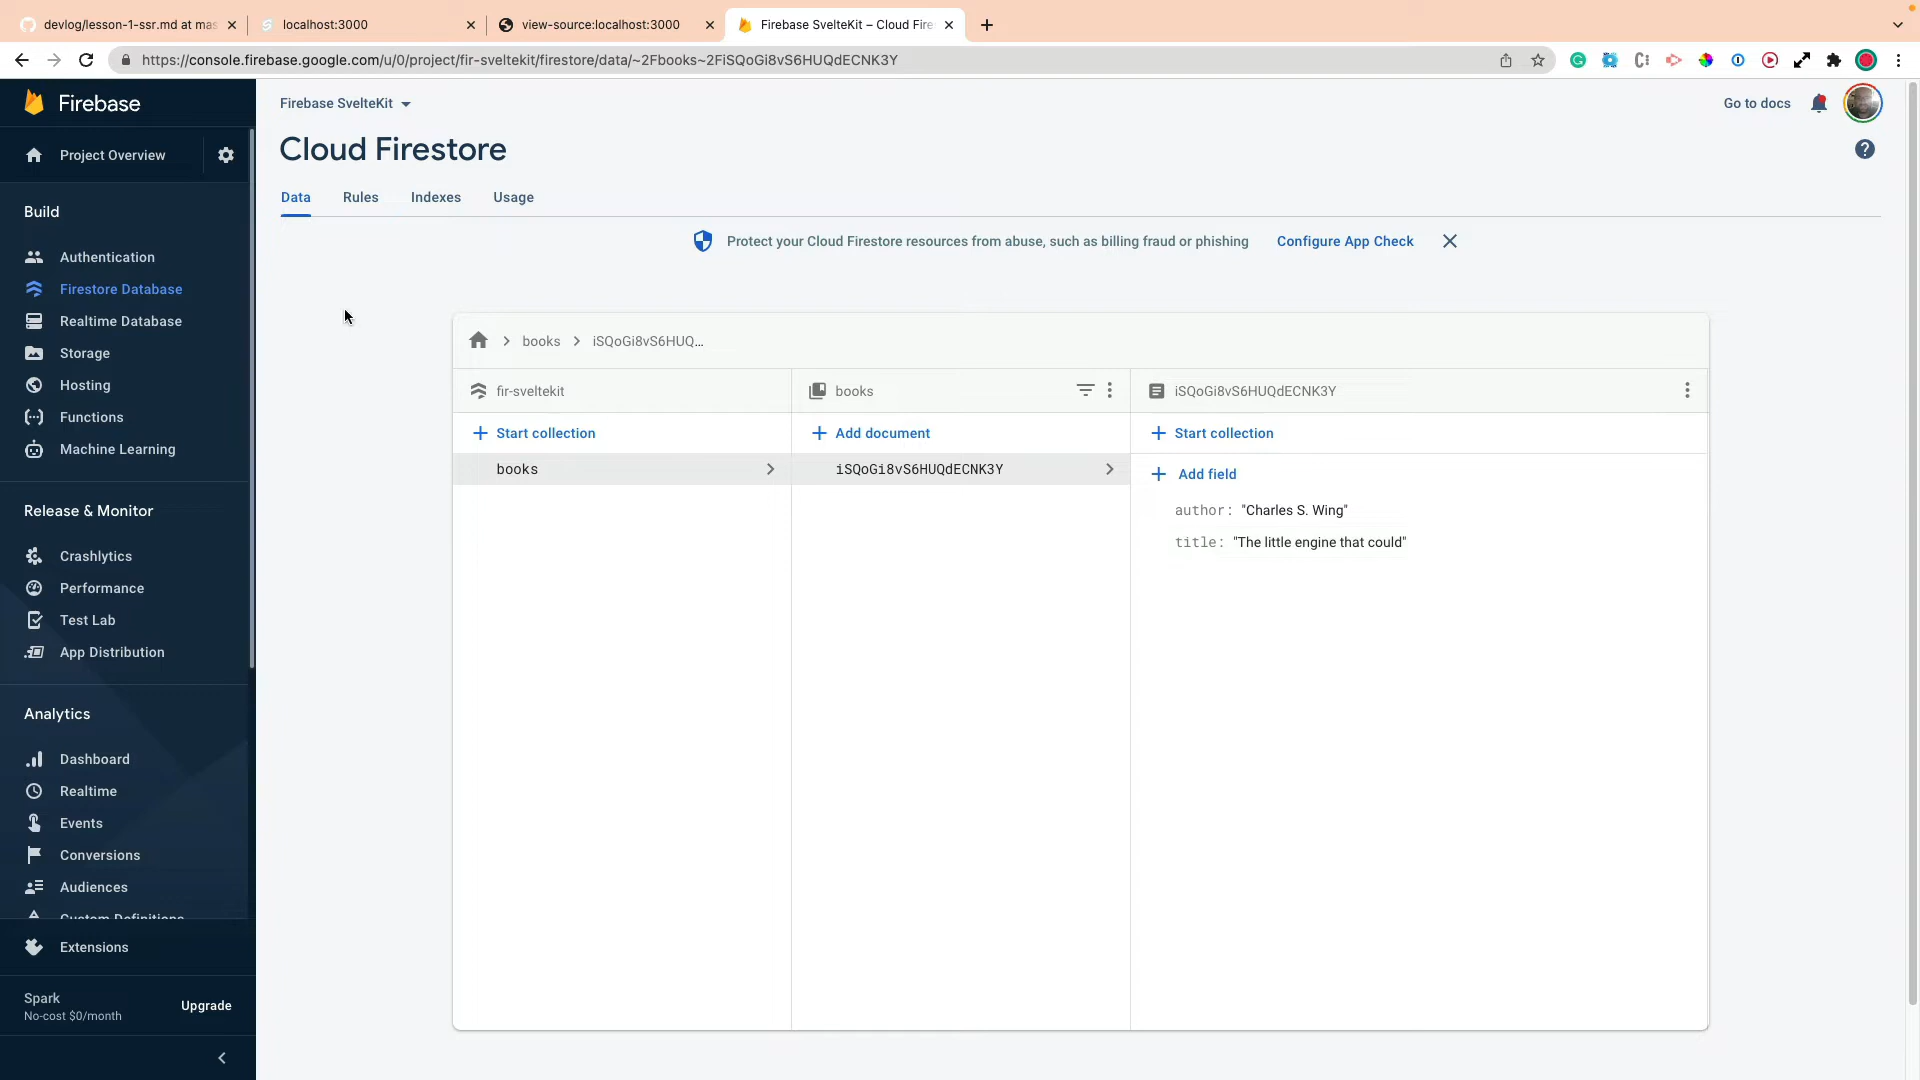 devlog/lesson-1-ssr.md at mas
localhost:3000
view-source:localhost:3000
Firebase SvelteKit – Cloud Fire
https://console.firebase.google.com/u/0/project/fir-sveltekit/firestore/data/~2Fbooks~2FiSQoGi8vS6HUQdECNK3Y
Firebase
Firebase SvelteKit
Go to docs
Project Overview
Cloud Firestore
Data
Rules
Indexes
Usage
Build
Protect your Cloud Firestore resources from abuse, such as billing fraud or phishing
Configure App Check
Authentication
Firestore Database
Realtime Database
Storage
Hosting
Functions
Machine Learning
books
iSQoGi8vS6HUQ...
fir-sveltekit
books
iSQoGi8vS6HUQdECNK3Y
Start collection
Add document
Start collection
books
iSQoGi8vS6HUQdECNK3Y
Add field
author: "Charles S. Wing"
title: "The little engine that could"
Release & Monitor
Crashlytics
Performance
Test Lab
App Distribution
Analytics
Dashboard
Realtime
Events
Conversions
Audiences
Custom Definitions
Extensions
Spark
No-cost $0/month
Upgrade